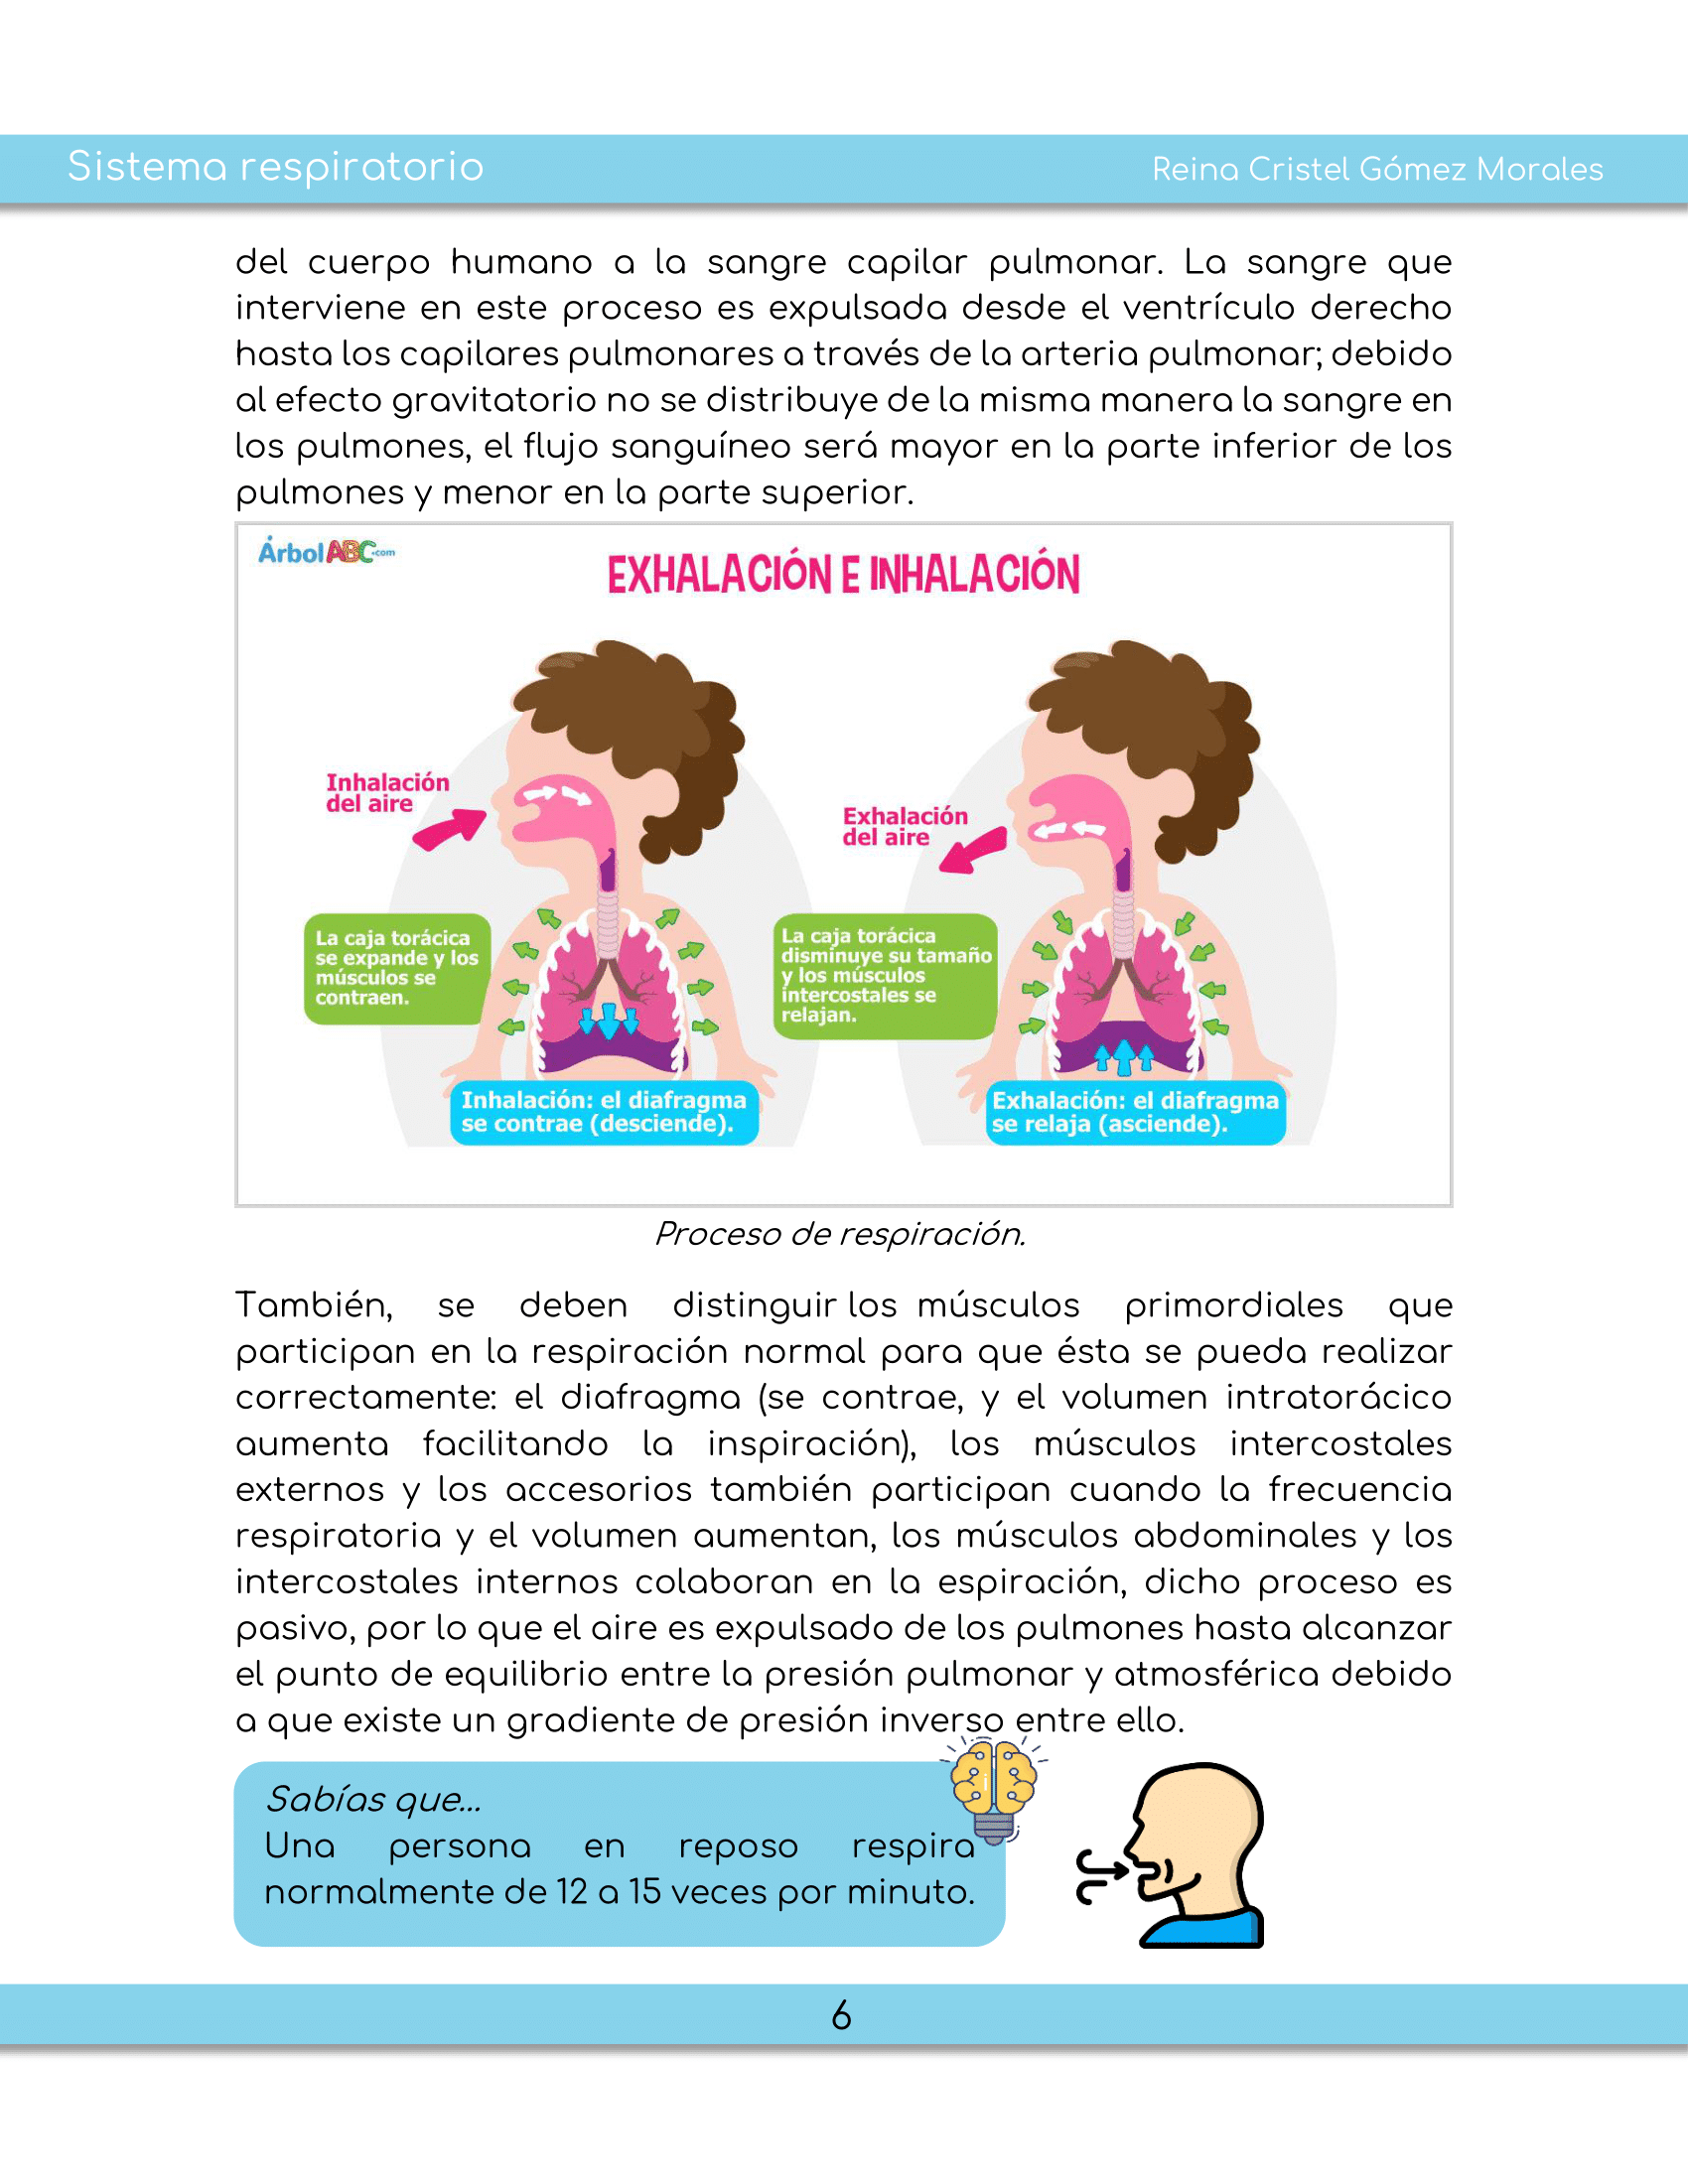 Sistema respiratorio
Reina Cristel Gómez Morales
del cuerpo humano a la sangre capilar pulmonar. La sangre que
interviene en este proceso es expulsada desde el ventrículo derecho
hasta los capilares pulmonares a través de la arteria pulmonar; debido
al efecto gravitatorio no se distribuye de la misma manera la sangre en
los pulmones, el flujo sanguíneo será mayor en la parte inferior de los
pulmones y menor en la parte superior.
ÁrbolABC.com
EXHALACIÓN E INHALACIÓN
Inhalación
del aire
Exhalación
del aire
La caja torácica
se expande y los
músculos se
contraen.
La caja torácica
disminuye su tamaño
y los músculos
intercostales se
relajan.
Inhalación: el diafragma
se contrae (desciende).
Exhalación: el diafragma
se relaja (asciende).
Proceso de respiración.
También, se deben distinguir los músculos primordiales que
participan en la respiración normal para que ésta se pueda realizar
correctamente: el diafragma (se contrae, y el volumen intratorácico
aumenta facilitando la inspiración), los músculos intercostales
externos y los accesorios también participan cuando la frecuencia
respiratoria y el volumen aumentan, los músculos abdominales y los
intercostales internos colaboran en la espiración, dicho proceso es
pasivo, por lo que el aire es expulsado de los pulmones hasta alcanzar
el punto de equilibrio entre la presión pulmonar y atmosférica debido
a que existe un gradiente de presión inverso entre ello.
Sabías que...
Una persona en reposo respira
normalmente de 12 a 15 veces por minuto.
6